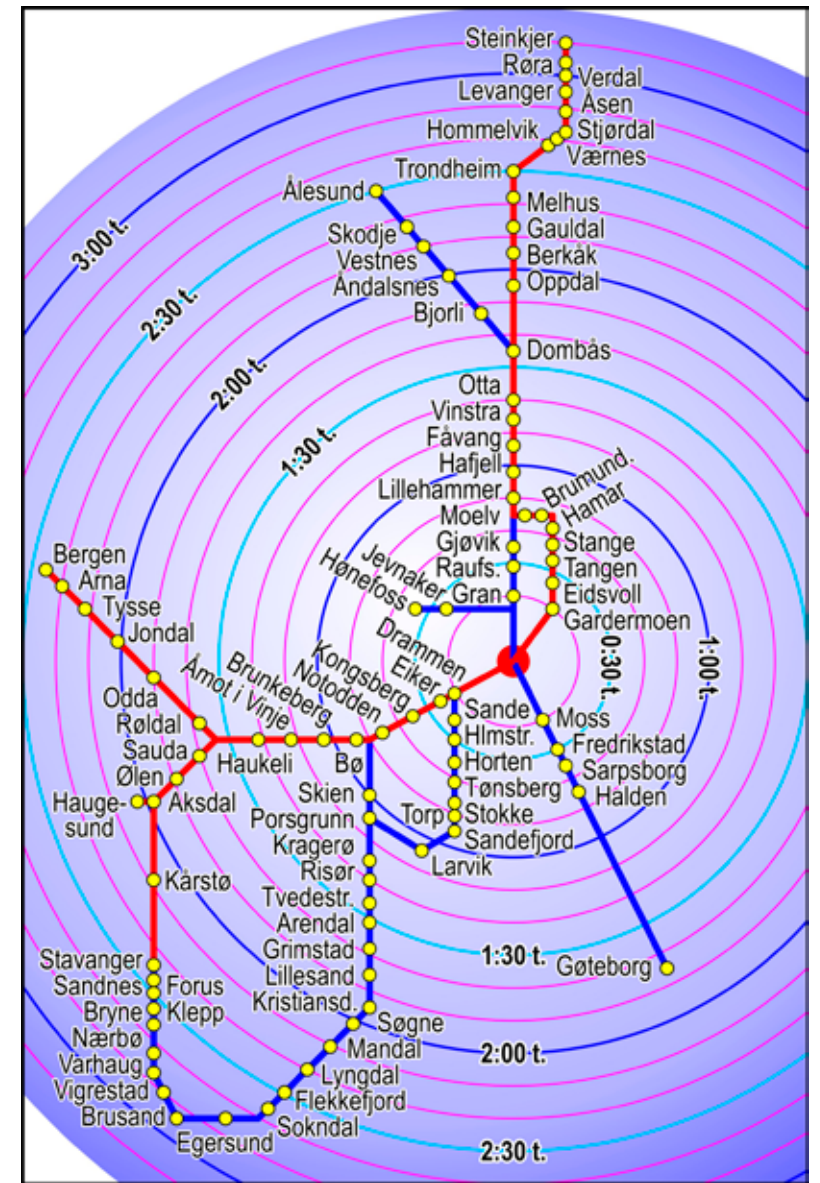 Steinkjer
Røra
Verdal
Levanger
Åsen
Hommelvik
Stjørdal
Værnes
Trondheim
Ålesund
Melhus
Skodje
Gauldal
Vestnes
Berkåk
Åndalsnes
Oppdal
Bjorli
Dombås
3:00 t.
2:30 t.
2:00 t.
1:30 t.
Otta
Vinstra
Fåvang
Hafjell
Lillehammer
Brumund.
Moelv
Hamar
Gjøvik
Stange
Raufs.
Tangen
Jevnaker
Hønefoss
Gran
Eidsvoll
Gardermoen
0:30 t.
1:00 t.
Bergen
Arna
Tysse
Jondal
Odda
Røldal
Sauda
Ølen
Hauge-
sund
Aksdal
Haukeli
Åmot i Vinje
Brunkeberg
Notodden
Kongsberg
Eiker
Drammen
Bø
Sande
Hlmstr.
Horten
Tønsberg
Torp
Stokke
Sandefjord
Larvik
Moss
Fredrikstad
Sarpsborg
Halden
Gøteborg
Skien
Porsgrunn
Kragerø
Risør
Tvedestr.
Arendal
Grimstad
Lillesand
Kristiansd.
Søgne
Mandal
Lyngdal
Flekkefjord
Sokndal
Kårstø
Stavanger
Sandnes
Forus
Bryne
Klepp
Nærbø
Varhaug
Vigrestad
Brusand
Egersund
1:30 t.
2:00 t.
2:30 t.